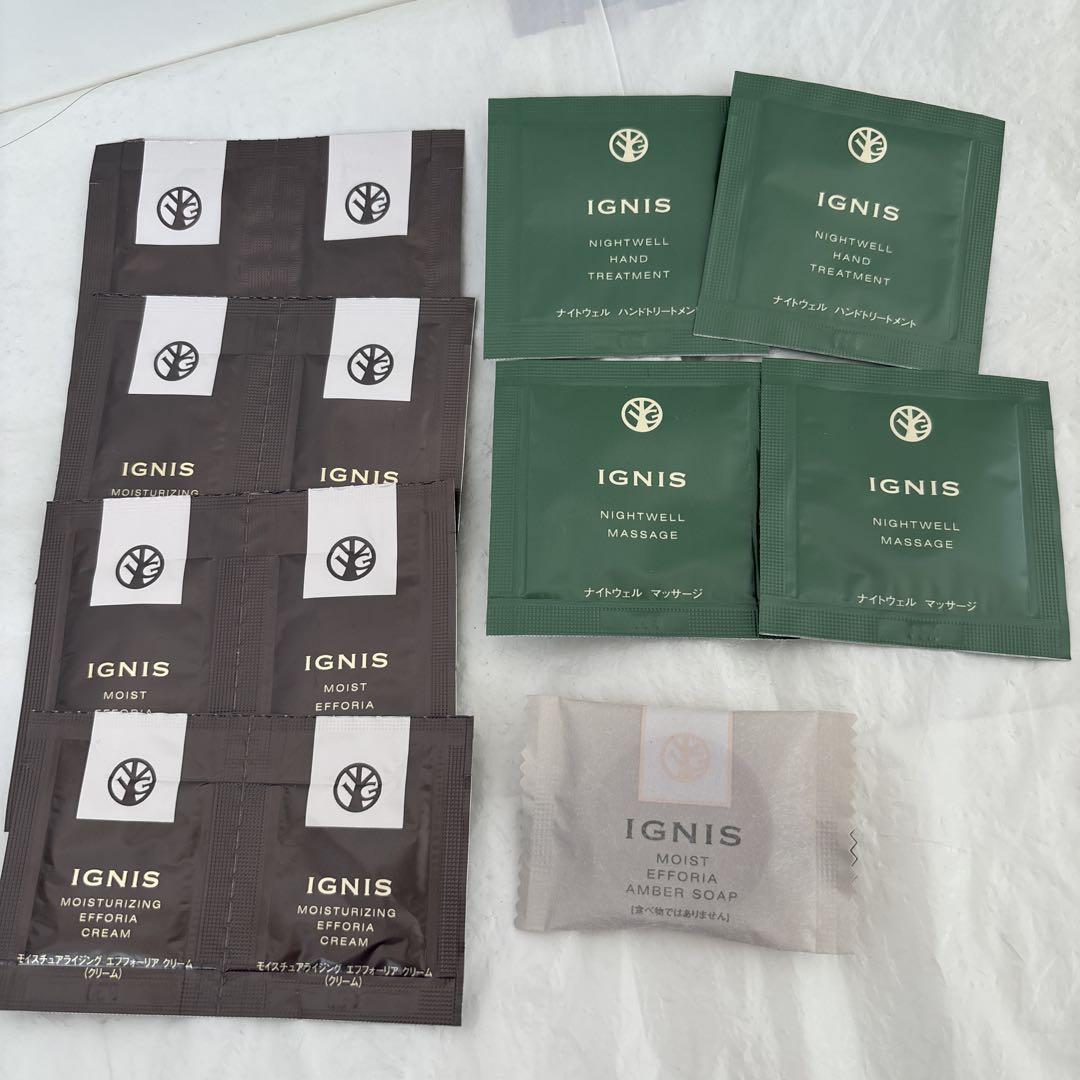 IGNIS
MOISTURIZING
IGNIS
IGNIS
MOIST
EFFORIA
IGNIS
MOIST
EFFORIA
IGNIS
MOISTURIZING
EFFORIA
CREAM
モイスチュアライジング エフフォーリア クリーム
(クリーム)
IGNIS
MOISTURIZING
EFFORIA
CREAM
モイスチュアライジング エフフォーリア クリーム
(クリーム)
IGNIS
NIGHTWELL
HAND
TREATMENT
ナイトウェル ハンドトリートメン
IGNIS
NIGHTWELL
HAND
TREATMENT
ナイトウェル ハンドトリートメント
IGNIS
NIGHTWELL
MASSAGE
ナイトウェル マッサージ
IGNIS
NIGHTWELL
MASSAGE
ナイトウェル マッサージ
IGNIS
MOIST
EFFORIA
AMBER SOAP
[食べ物ではありません]